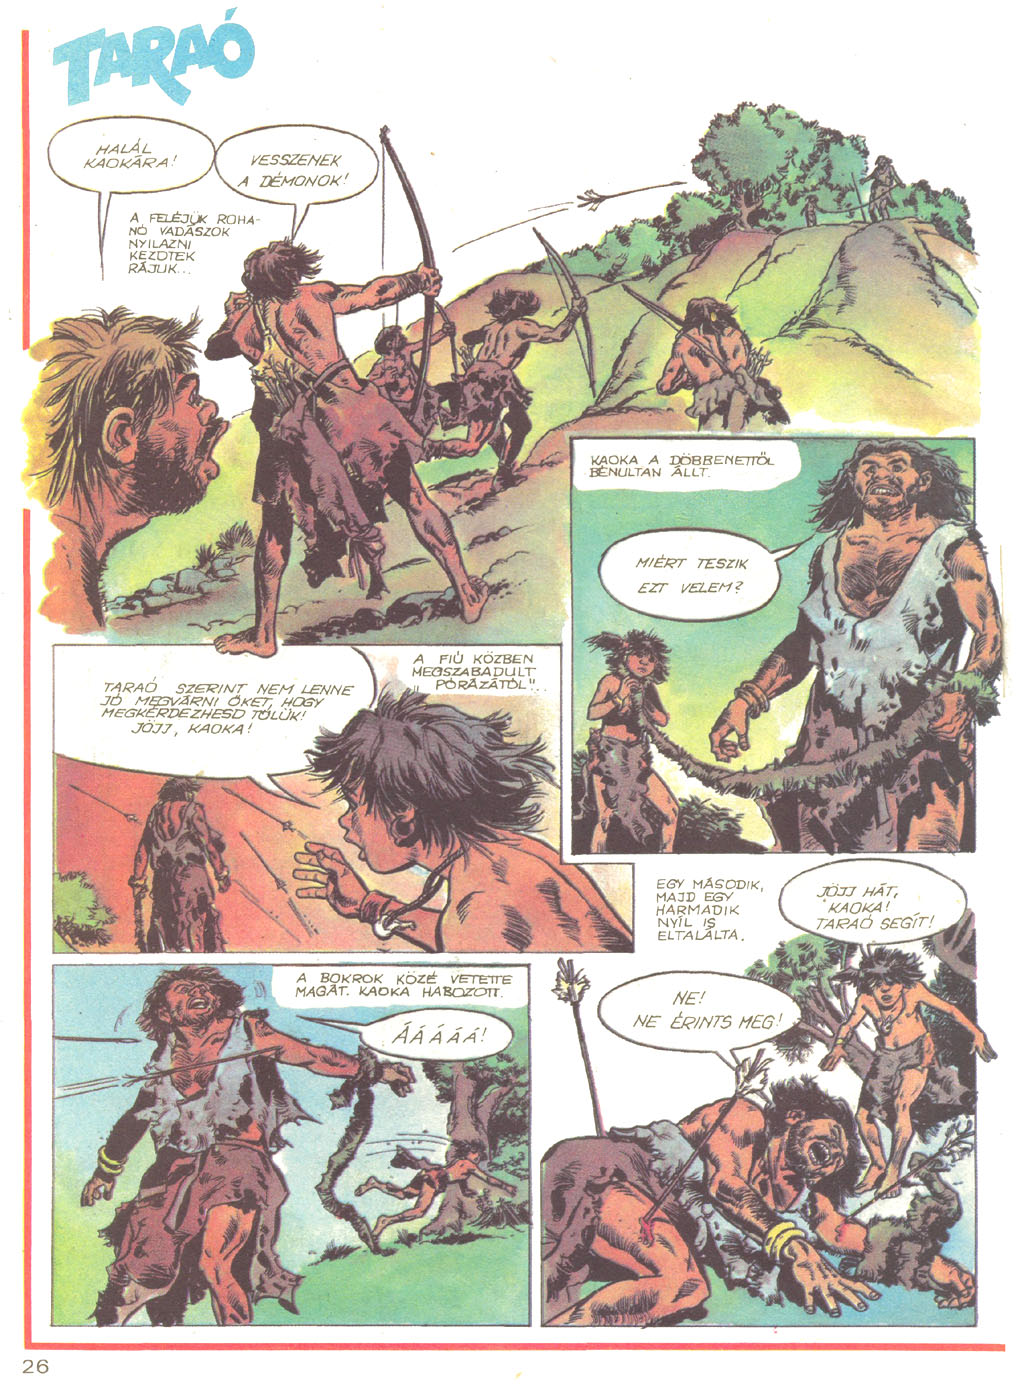 TARAÓ
HALÁL
KAOKÁRA!
VESSZENEK
A DÉMONOK!
A FELÉJÜK ROHA-
NÓ VADÁSZOK
NYILAZNI
KEZDTEK
RÁJUK...
KAOKA A DÖBBENETTŐL
BÉNULTAN ÁLLT.
MIÉRT TESZIK
EZT VELEM?
A FIÚ KÖZBEN
MEGSZABADULT
„PÓRÁZÁTÓL"...
TARAÓ SZERINT NEM LENNE
JÓ MEGVÁRNI ŐKET, HOGY
MEGKÉRDEZHESD TŐLÜK!
JÖJJ, KAOKA!
A BOKROK KÖZÉ VETETTE
MAGÁT. KAOKA HABOZOTT.
ÁÁÁÁÁ!
EGY MÁSODIK,
MAJD EGY
HARMADIK
NYÍL IS
ELTALÁLTA.
JÖJJ HÁT,
KAOKA!
TARAÓ SEGÍT!
NE!
NE ÉRINTS MEG!
26